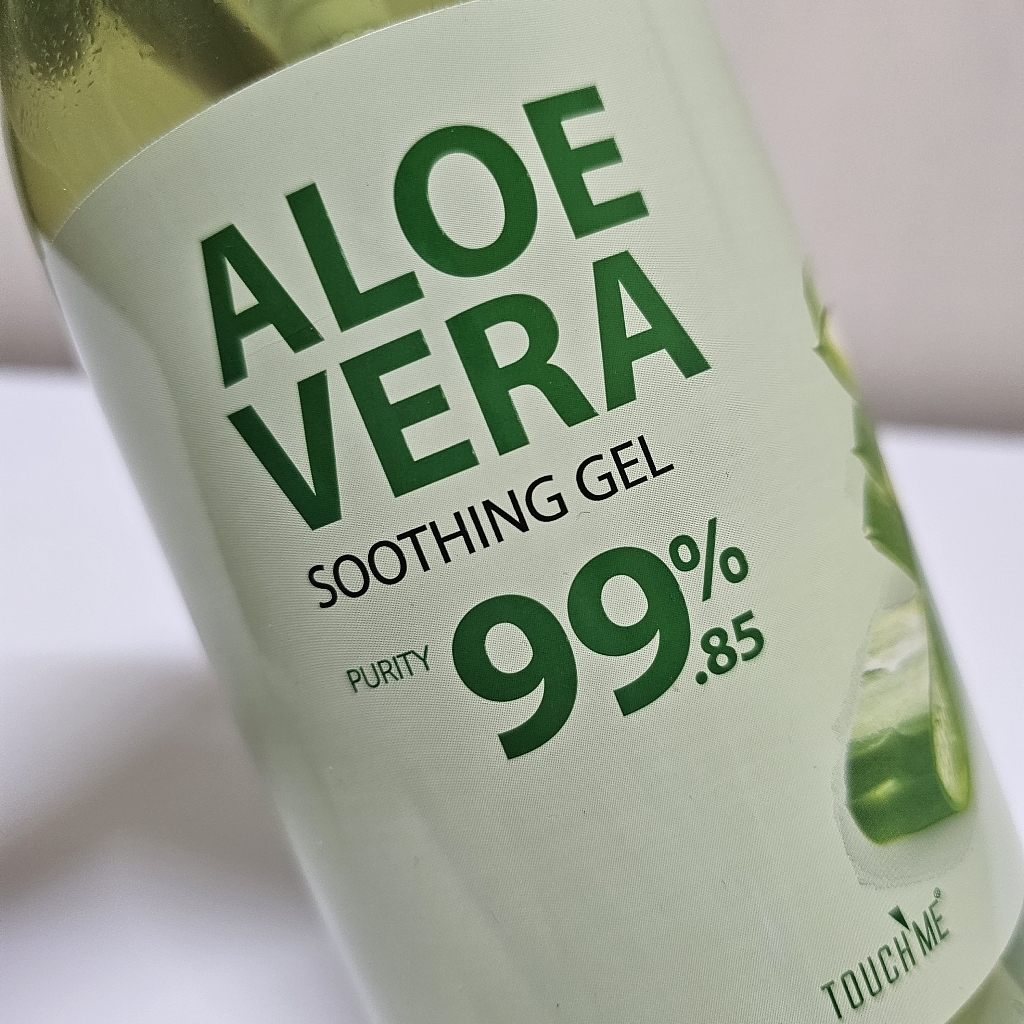 ALOE
VERA
SOOTHING GEL
PURITY 99.85%
TOUCH ME®